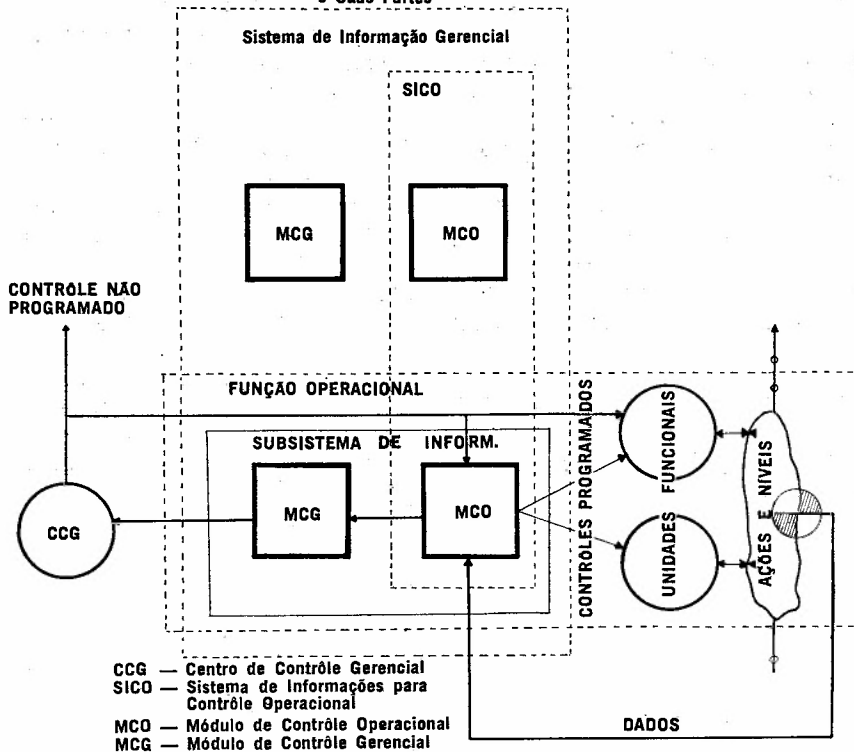 Sistema de Informação Gerencial
SICO
MCG
MCO
CONTRÔLE NÃO
PROGRAMADO
FUNÇÃO OPERACIONAL
SUBSISTEMA DE INFORM.
MCG
MCO
CCG
CONTRÔLES PROGRAMADOS
UNIDADES FUNCIONAIS
AÇÕES E NÍVEIS
CCG — Centro de Contrôle Gerencial
SICO — Sistema de Informações para
Contrôle Operacional
MCO — Módulo de Contrôle Operacional
MCG — Módulo de Contrôle Gerencial
DADOS